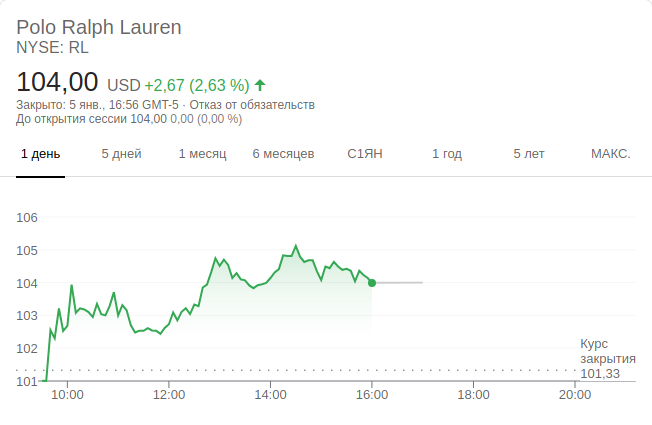 Polo Ralph Lauren
NYSE: RL
104,00 USD +2,67 (2,63 %)
Закрыто: 5 янв., 16:56 GMT-5 · Отказ от обязательств
До открытия сессии 104,00 0,00 (0,00 %)
1 день 5 дней 1 месяц 6 месяцев С1ЯН 1 год 5 лет МАКС.
106
105
104
103
102
Курс
закрытия
101,33
101
10:00 12:00 14:00 16:00 18:00 20:00